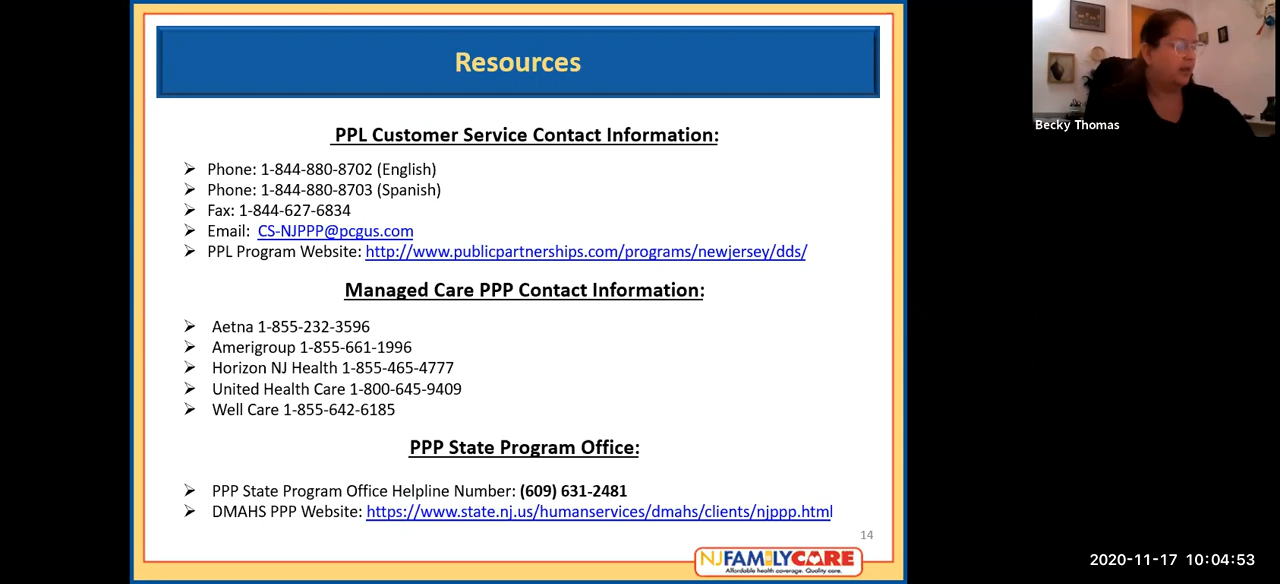 Resources
PPL Customer Service Contact Information:
➢ Phone: 1-844-880-8702 (English)
➢ Phone: 1-844-880-8703 (Spanish)
➢ Fax: 1-844-627-6834
➢ Email: CS-NJPPP@pcgus.com
➢ PPL Program Website: http://www.publicpartnerships.com/programs/newjersey/dds/
Managed Care PPP Contact Information:
➢ Aetna 1-855-232-3596
➢ Amerigroup 1-855-661-1996
➢ Horizon NJ Health 1-855-465-4777
➢ United Health Care 1-800-645-9409
➢ Well Care 1-855-642-6185
PPP State Program Office:
➢ PPP State Program Office Helpline Number: (609) 631-2481
➢ DMAHS PPP Website: https://www.state.nj.us/humanservices/dmahs/clients/njppp.html
14
NJFAMILYCARE
Affordable health coverage. Quality care.
Becky Thomas
2020-11-17 10:04:53